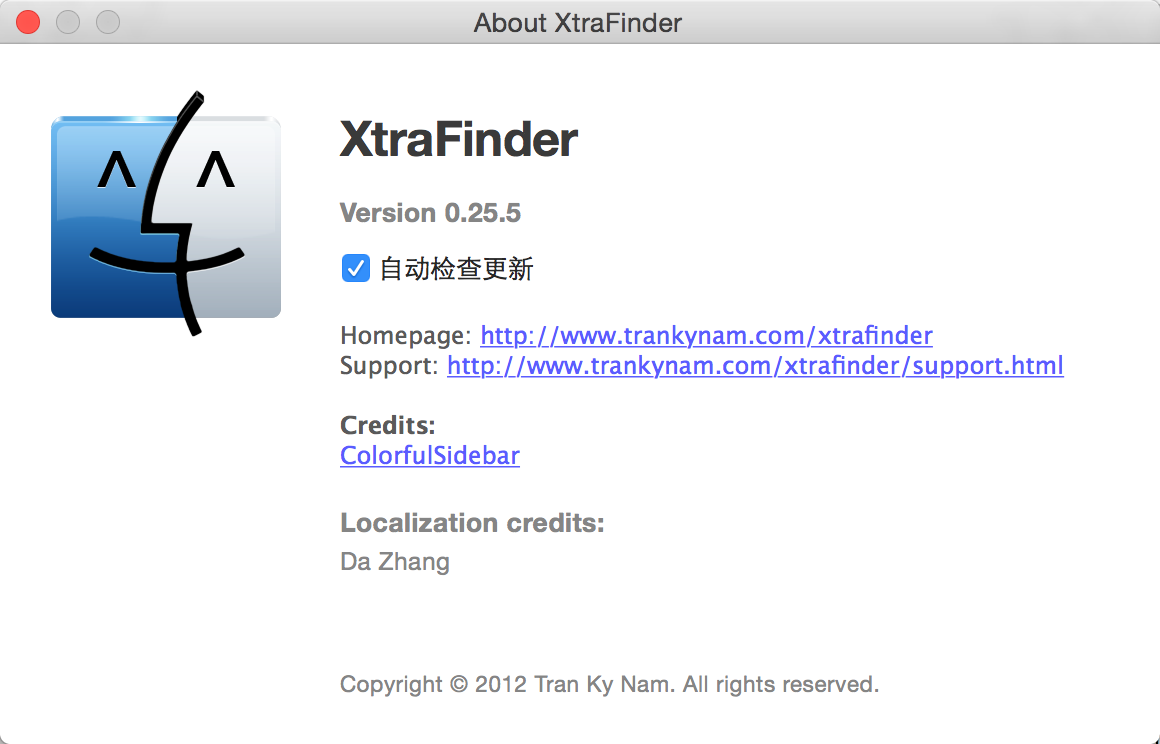 About XtraFinder
XtraFinder
Version 0.25.5
自动检查更新
Homepage: http://www.trankynam.com/xtrafinder
Support: http://www.trankynam.com/xtrafinder/support.html
Credits:
ColorfulSidebar
Localization credits:
Da Zhang
Copyright © 2012 Tran Ky Nam. All rights reserved.